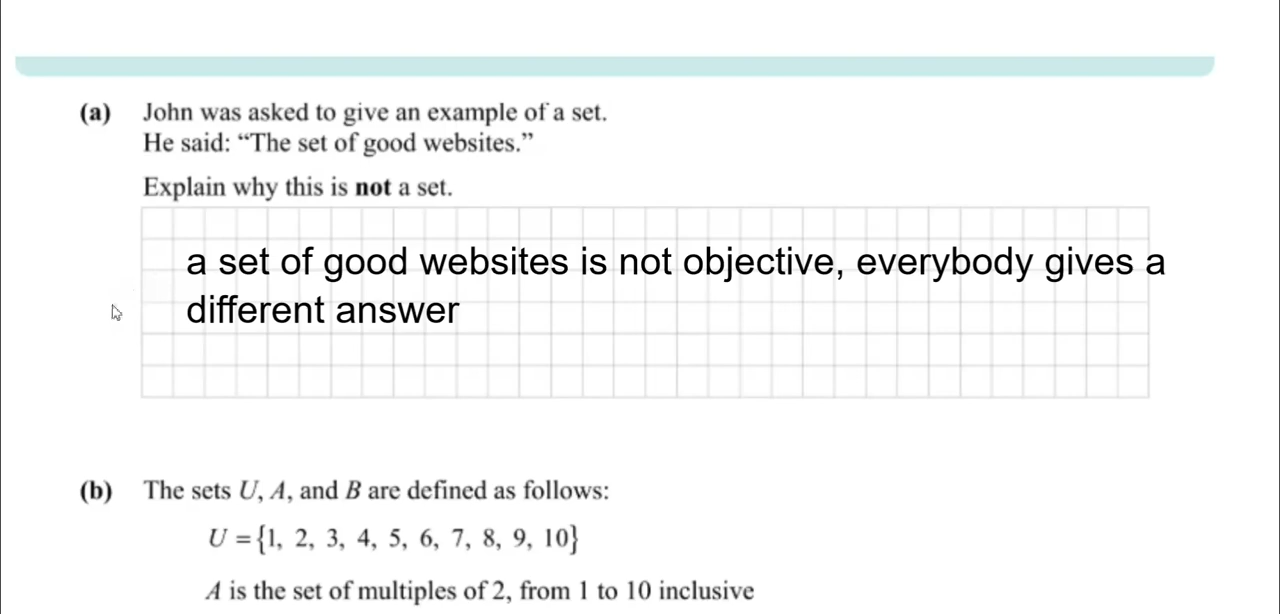 (a) John was asked to give an example of a set.
He said: “The set of good websites.”
Explain why this is not a set.
a set of good websites is not objective, everybody gives a
different answer
(b) The sets U, A, and B are defined as follows:
U = {1, 2, 3, 4, 5, 6, 7, 8, 9, 10}
A is the set of multiples of 2, from 1 to 10 inclusive